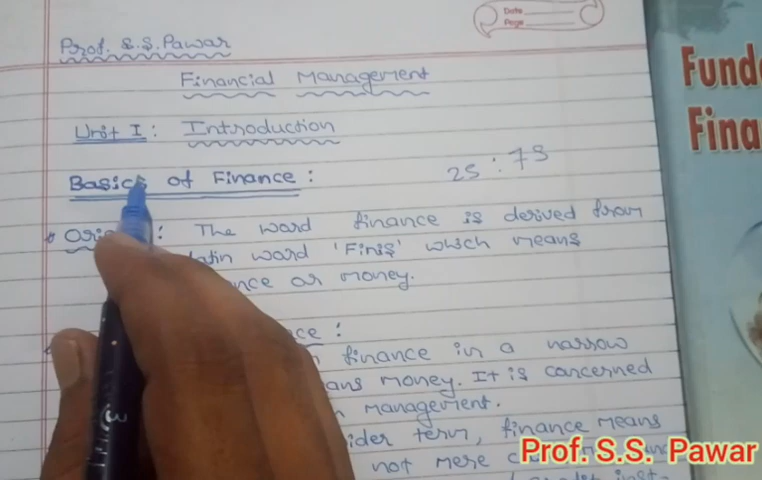 Date
Page
Prof. S.S. Pawar
Financial Management
Unit I : Introduction
25 : 75
Basics of Finance :
The word finance is derived from
word 'Finis' which means
or money.
:
finance in a narrow
money. It is concerned
management.
term, finance means
not mere
Fund
Fina
Prof. S.S. Pawar